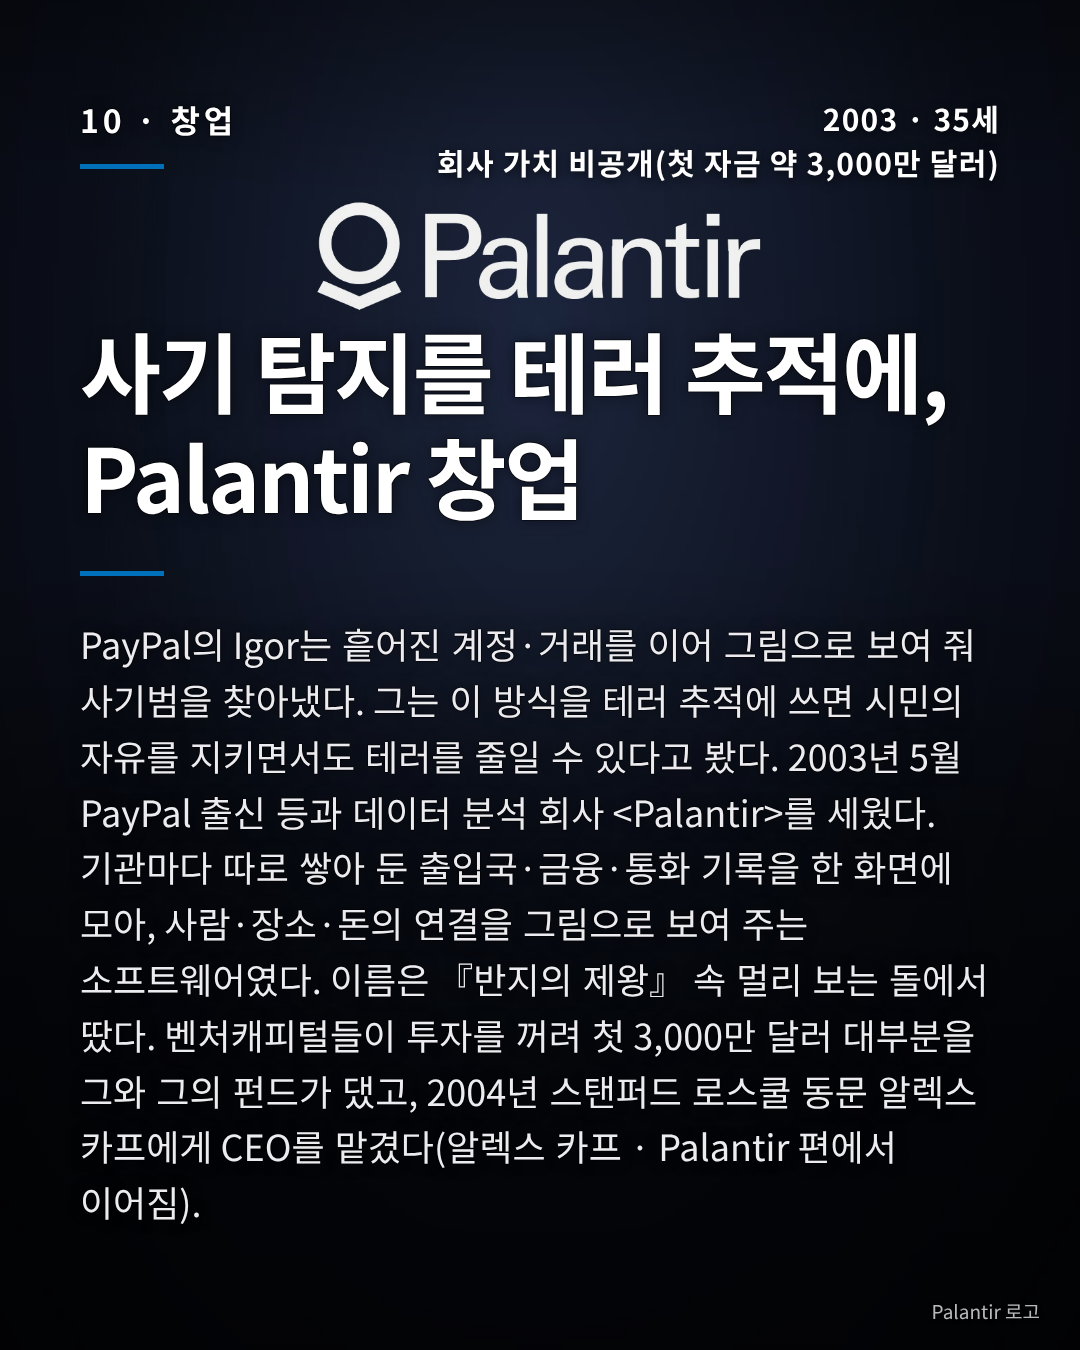 10 · 창업
2003 · 35세
회사 가치 비공개(첫 자금 약 3,000만 달러)
Palantir
사기 탐지를 테러 추적에,
Palantir 창업
PayPal의 Igor는 흩어진 계정·거래를 이어 그림으로 보여 줘
사기범을 찾아냈다. 그는 이 방식을 테러 추적에 쓰면 시민의
자유를 지키면서도 테러를 줄일 수 있다고 봤다. 2003년 5월
PayPal 출신 등과 데이터 분석 회사 <Palantir>를 세웠다.
기관마다 따로 쌓아 둔 출입국·금융·통화 기록을 한 화면에
모아, 사람·장소·돈의 연결을 그림으로 보여 주는
소프트웨어였다. 이름은 『반지의 제왕』 속 멀리 보는 돌에서
땄다. 벤처캐피털들이 투자를 꺼려 첫 3,000만 달러 대부분을
그와 그의 펀드가 댔고, 2004년 스탠퍼드 로스쿨 동문 알렉스
카프에게 CEO를 맡겼다(알렉스 카프 · Palantir 편에서
이어짐).
Palantir 로고